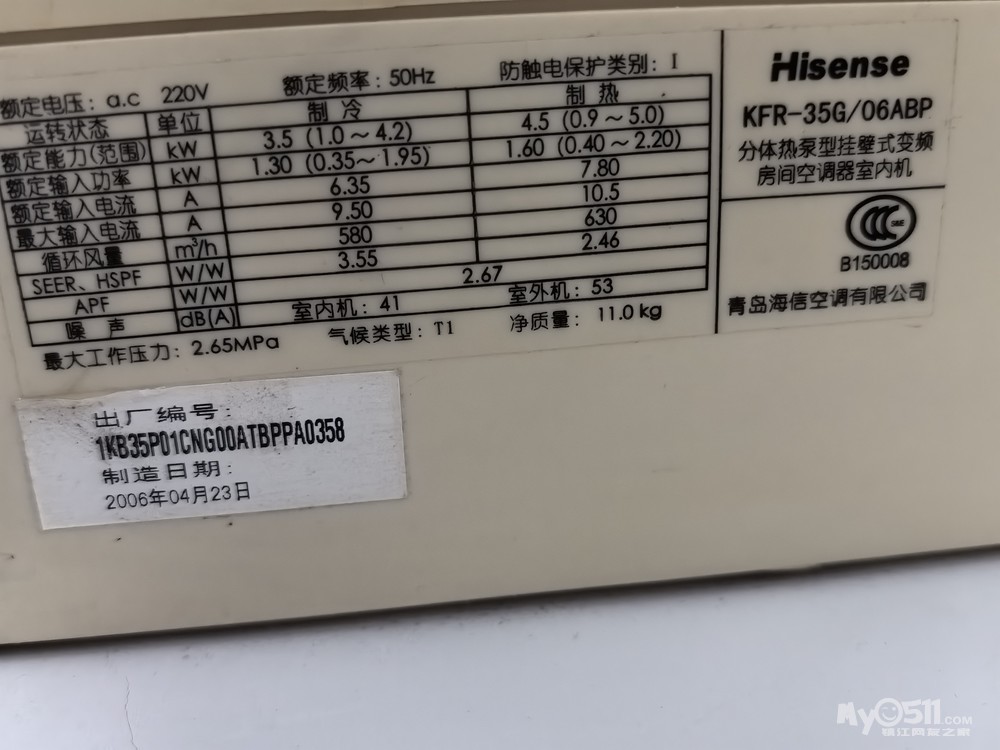 额定电压: a.c 220V 额定频率: 50Hz 防触电保护类别: I
运转状态 单位 制 冷 制 热
额定能力(范围) kW 3.5 (1.0~4.2) 4.5 (0.9~5.0)
额定输入功率 kW 1.30 (0.35~1.95) 1.60 (0.40~2.20)
额定输入电流 A 6.35 7.80
最大输入电流 A 9.50 10.5
循环风量 m³/h 580 630
SEER、HSPF W/W 3.55 2.46
APF W/W 2.67
噪 声 dB(A) 室内机: 41 室外机: 53
最大工作压力: 2.65MPa 气候类型: T1 净质量: 11.0kg
Hisense
KFR-35G/06ABP
分体热泵型挂壁式变频
房间空调器室内机
CCC S&E
B150008
青岛海信空调有限公司
出厂编号:
1KB35P01CNG00ATBPPA0358
制造日期:
2006年04月23日
My0511.COM
镇江网友之家